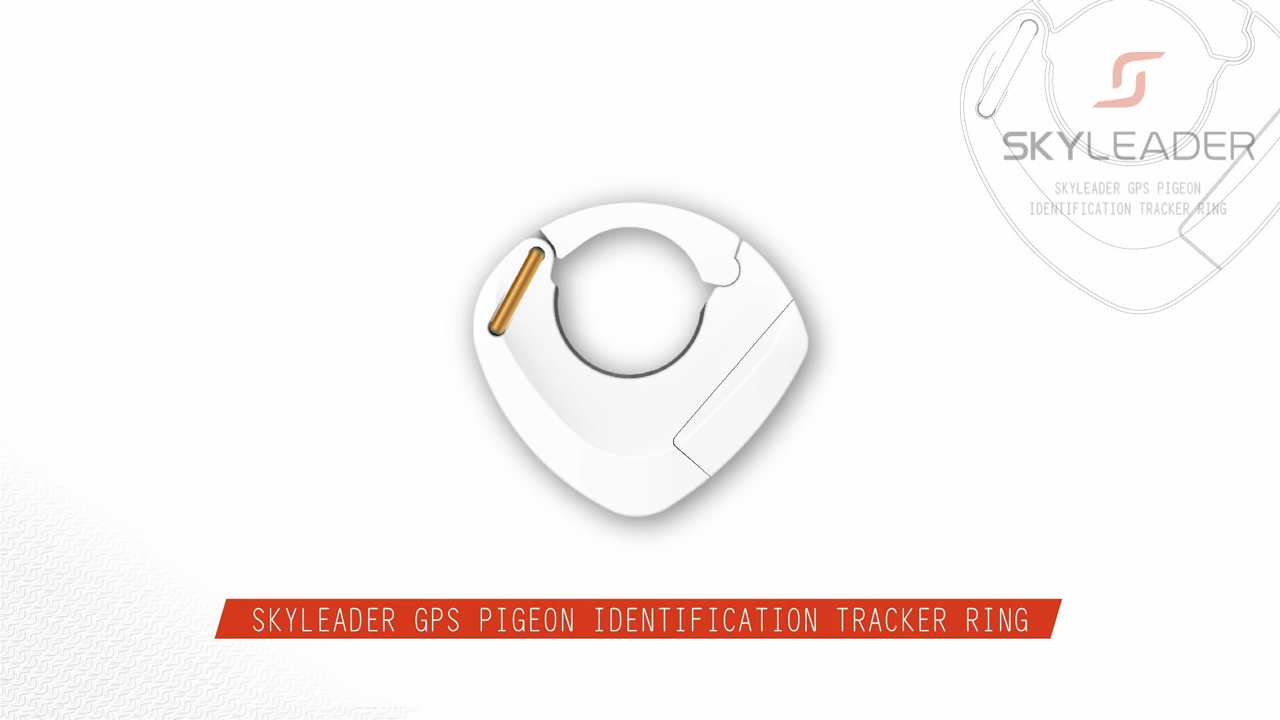 SKYLEADER
SKYLEADER GPS PIGEON
IDENTIFICATION TRACKER RING
SKYLEADER GPS PIGEON IDENTIFICATION TRACKER RING